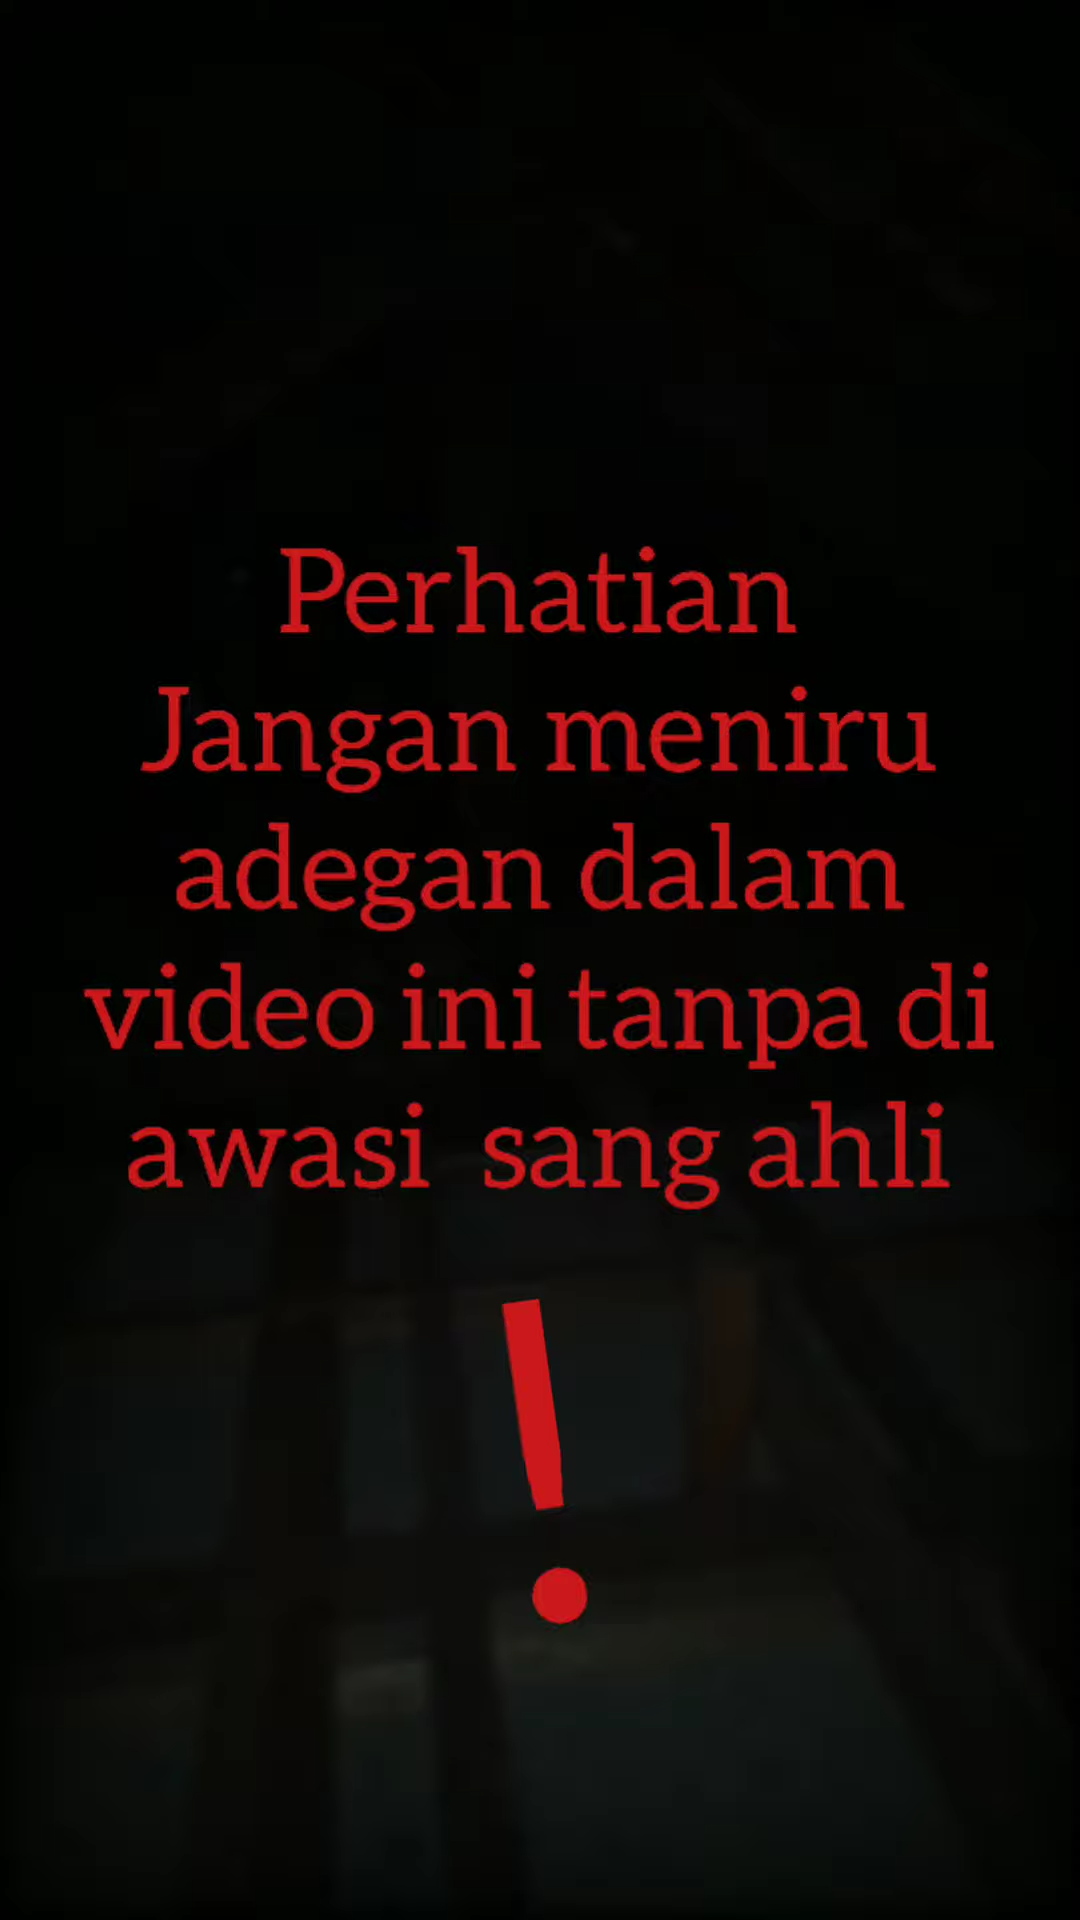 Perhatian
Jangan meniru
adegan dalam
video ini tanpa di
awasi  sang ahli
!